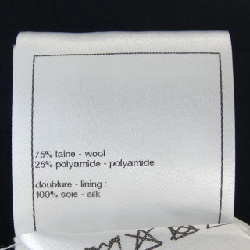 75% laine - wool
25% polyamide - polyamide
doublure - lining :
100% soie - silk